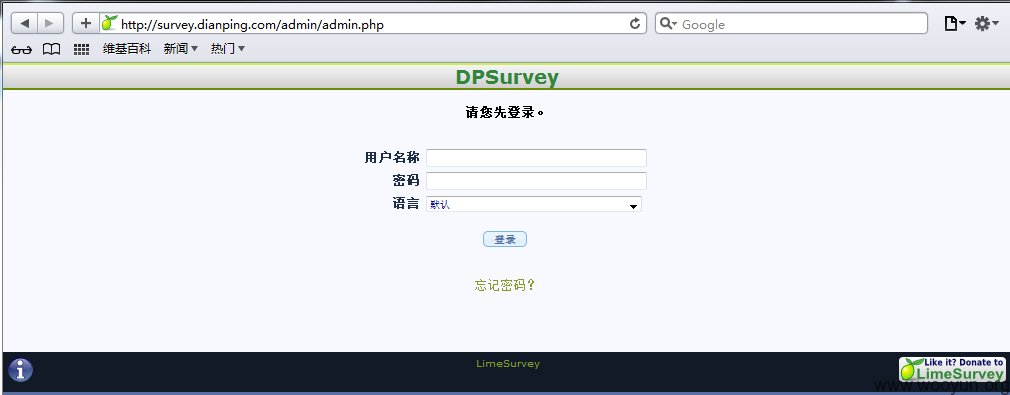 http://survey.dianping.com/admin/admin.php
Google
维基百科 新闻 热门
DPSurvey
请您先登录。
用户名称
密码
语言 默认
登录
忘记密码?
LimeSurvey
Like it? Donate to
LimeSurvey
www.wooyun.org